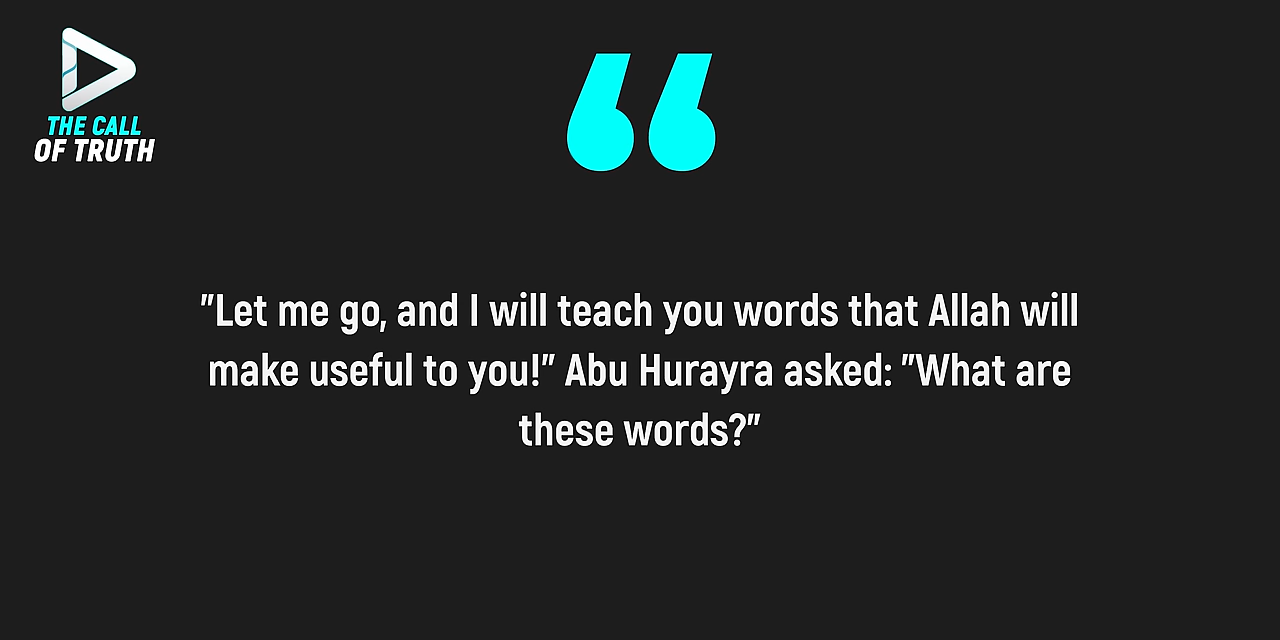 THE CALL
OF TRUTH
"Let me go, and I will teach you words that Allah will
make useful to you!" Abu Hurayra asked: "What are
these words?"